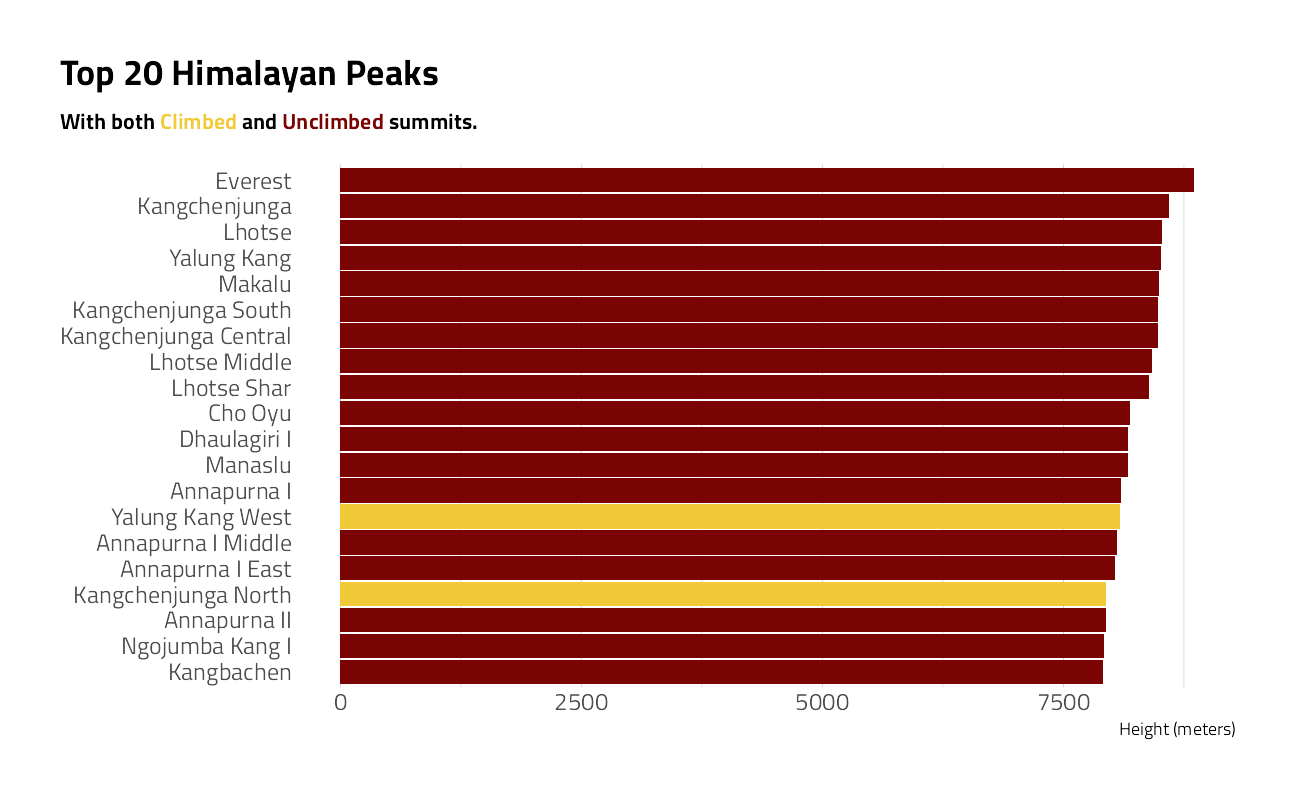 Top 20 Himalayan Peaks
With both Climbed and Unclimbed summits.
Everest
Kangchenjunga
Lhotse
Yalung Kang
Makalu
Kangchenjunga South
Kangchenjunga Central
Lhotse Middle
Lhotse Shar
Cho Oyu
Dhaulagiri I
Manaslu
Annapurna I
Yalung Kang West
Annapurna I Middle
Annapurna I East
Kangchenjunga North
Annapurna II
Ngojumba Kang I
Kangbachen
0 2500 5000 7500
Height (meters)